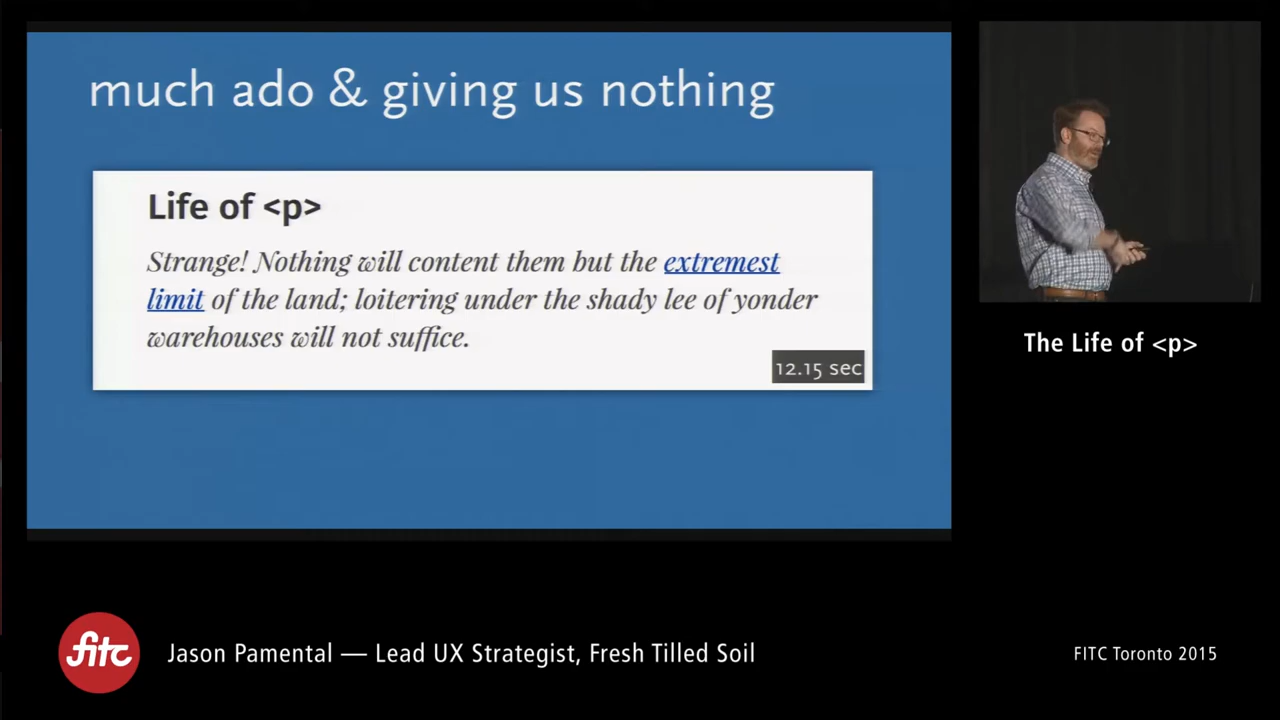 much ado & giving us nothing
Life of <p>
Strange! Nothing will content them but the extremest
limit of the land; loitering under the shady lee of yonder
warehouses will not suffice.
12.15 sec
The Life of <p>
fitc
Jason Pamental — Lead UX Strategist, Fresh Tilled Soil
FITC Toronto 2015